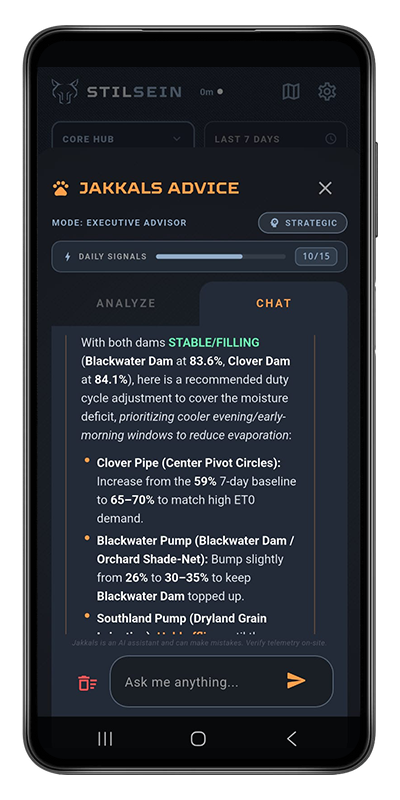 STILSEIN 0m
CORE HUB LAST 7 DAYS
JAKKALS ADVICE
MODE: EXECUTIVE ADVISOR STRATEGIC
DAILY SIGNALS 10/15
ANALYZE CHAT
With both dams STABLE/FILLING
(Blackwater Dam at 83.6%, Clover Dam
at 84.1%), here is a recommended duty
cycle adjustment to cover the moisture
deficit, prioritizing cooler evening/early-
morning windows to reduce evaporation:
Clover Pipe (Center Pivot Circles):
Increase from the 59% 7-day baseline
to 65–70% to match high ET0
demand.
Blackwater Pump (Blackwater Dam /
Orchard Shade-Net): Bump slightly
from 26% to 30–35% to keep
Blackwater Dam topped up.
Southland Pump (Dryland Grain
Jakkals is an AI assistant and can make mistakes. Verify telemetry on-site.
Ask me anything...